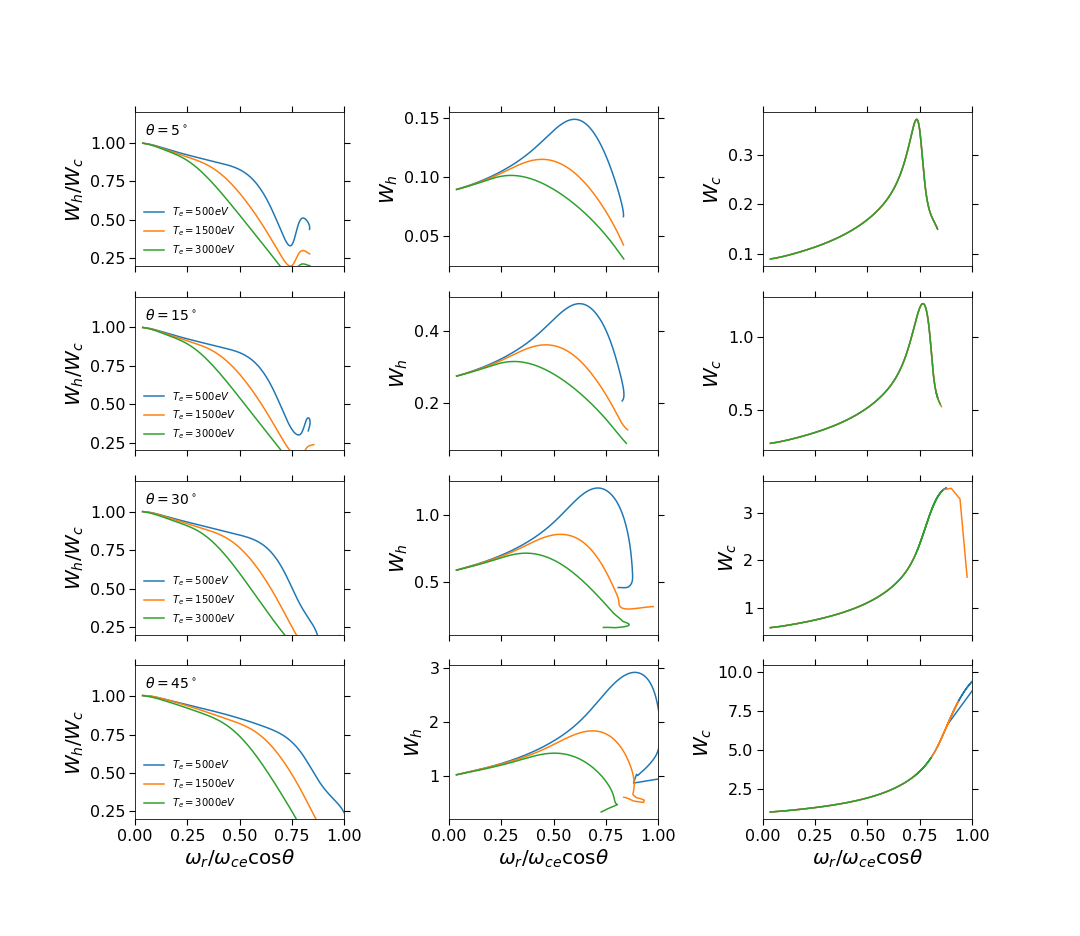 θ = 5°
W_h/W_c
1.00
0.75
0.50
0.25
T_e = 500eV
T_e = 1500eV
T_e = 3000eV
W_h
0.15
0.10
0.05
W_c
0.3
0.2
0.1
θ = 15°
W_h/W_c
1.00
0.75
0.50
0.25
T_e = 500eV
T_e = 1500eV
T_e = 3000eV
W_h
0.4
0.2
W_c
1.0
0.5
θ = 30°
W_h/W_c
1.00
0.75
0.50
0.25
T_e = 500eV
T_e = 1500eV
T_e = 3000eV
W_h
1.0
0.5
W_c
3
2
1
θ = 45°
W_h/W_c
1.00
0.75
0.50
0.25
T_e = 500eV
T_e = 1500eV
T_e = 3000eV
0.00 0.25 0.50 0.75 1.00
ω_r/ω_ce cosθ
W_h
3
2
1
0.00 0.25 0.50 0.75 1.00
ω_r/ω_ce cosθ
W_c
10.0
7.5
5.0
2.5
0.00 0.25 0.50 0.75 1.00
ω_r/ω_ce cosθ